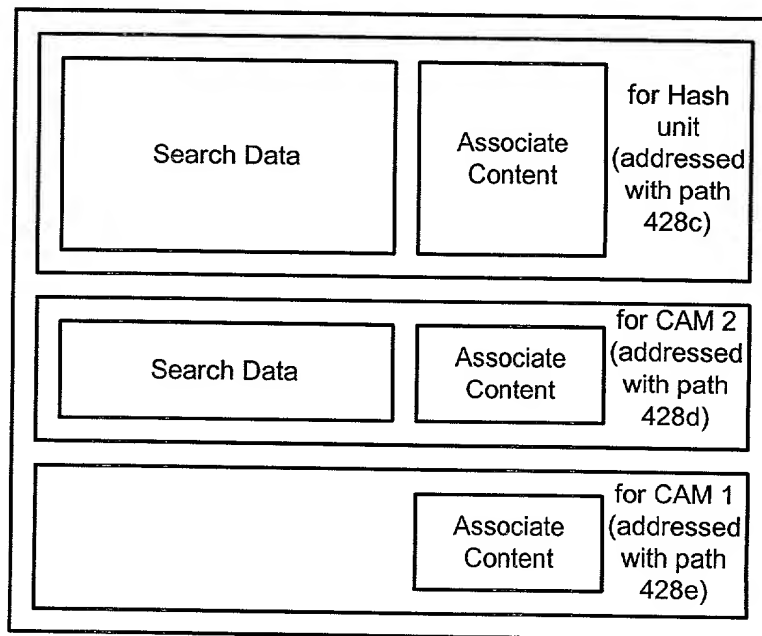 Search Data
Associate
Content
for Hash
unit
(addressed
with path
428c)
Search Data
Associate
Content
for CAM 2
(addressed
with path
428d)
Associate
Content
for CAM 1
(addressed
with path
428e)